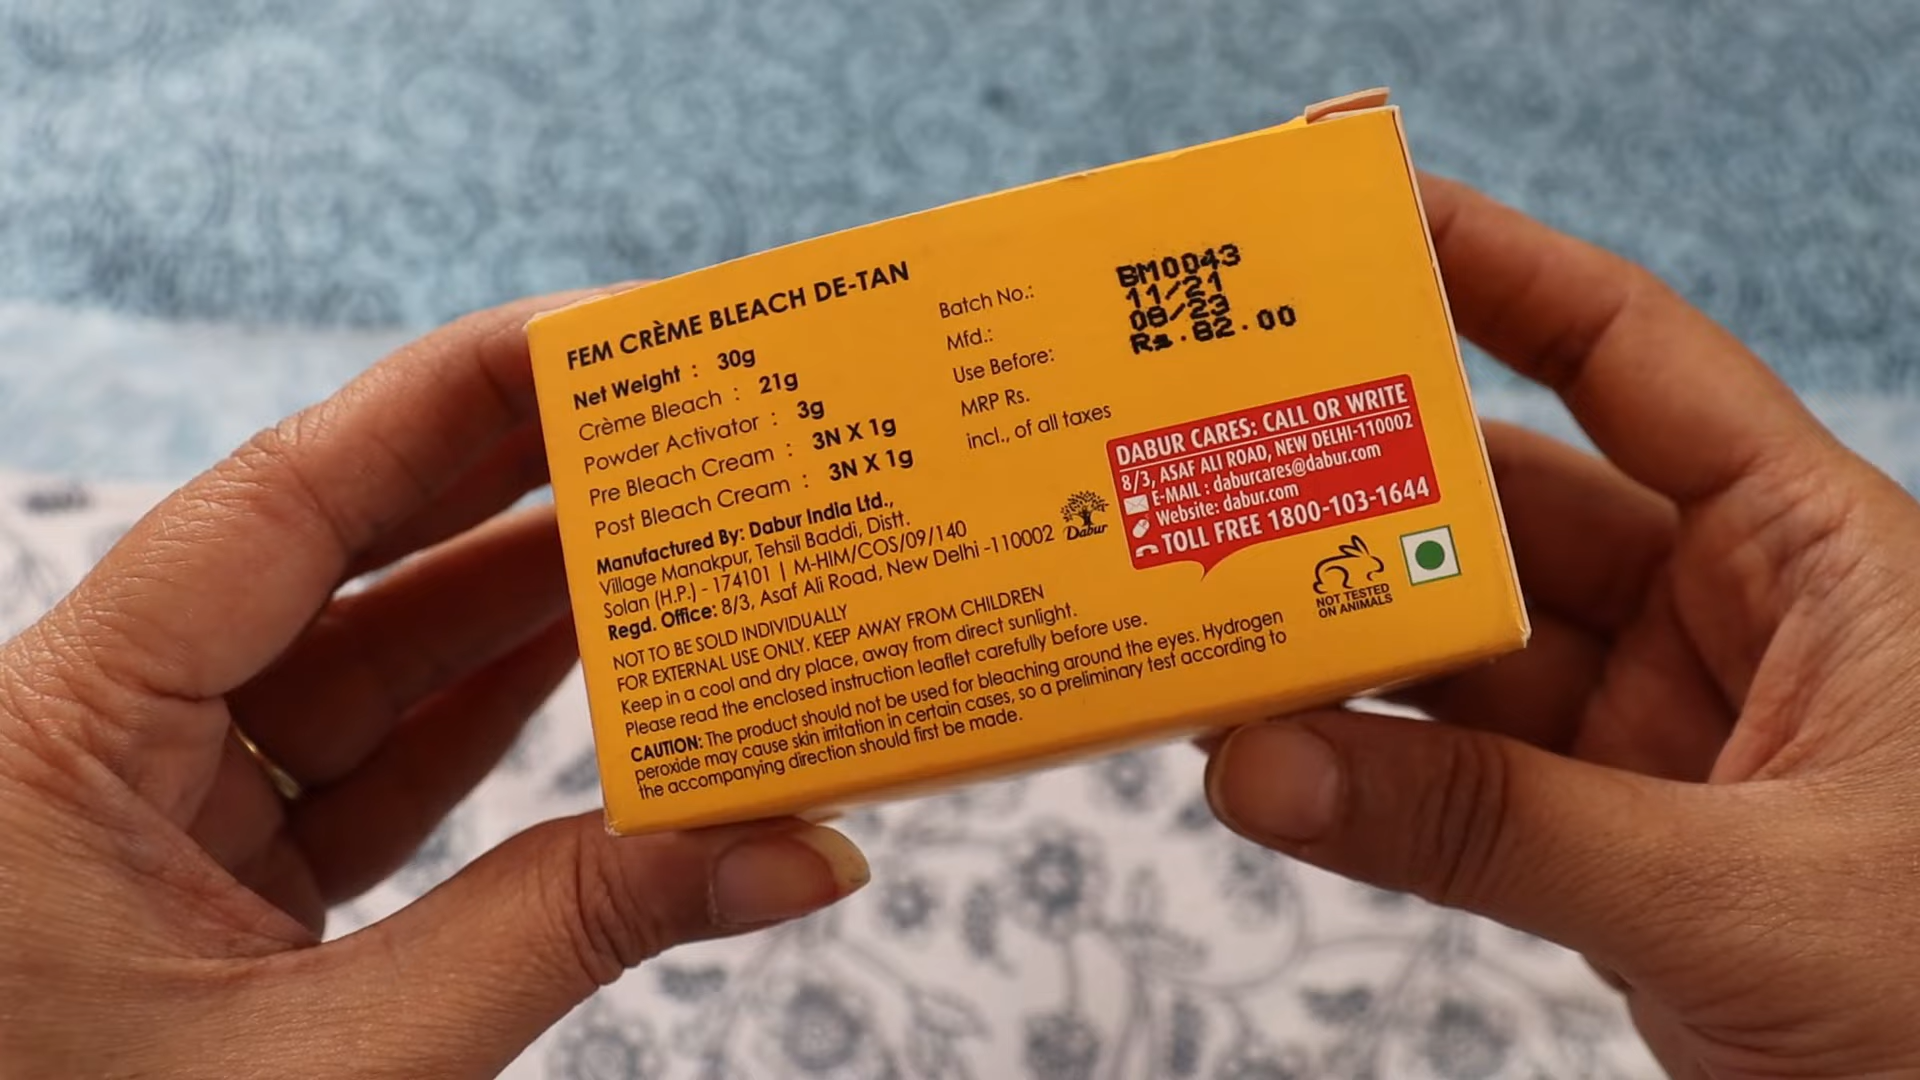 FEM CRÈME BLEACH DE-TAN
Net Weight : 30g
Crème Bleach : 21g
Powder Activator : 3g
Pre Bleach Cream : 3N X 1g
Post Bleach Cream : 3N X 1g
Manufactured By: Dabur India Ltd.,
Village Manakpur, Tehsil Baddi, Distt.
Solan (H.P.) - 174101 | M-HIM/COS/09/140
Regd. Office: 8/3, Asaf Ali Road, New Delhi -110002
Dabur
NOT TO BE SOLD INDIVIDUALLY
FOR EXTERNAL USE ONLY. KEEP AWAY FROM CHILDREN
Keep in a cool and dry place, away from direct sunlight.
Please read the enclosed instruction leaflet carefully before use.
CAUTION: The product should not be used for bleaching around the eyes. Hydrogen
peroxide may cause skin irritation in certain cases, so a preliminary test according to
the accompanying direction should first be made.
Batch No.:
Mfd.:
Use Before:
MRP Rs.
incl., of all taxes
BM0043
11/21
08/23
Rs.82.00
DABUR CARES: CALL OR WRITE
8/3, ASAF ALI ROAD, NEW DELHI-110002
E-MAIL : daburcares@dabur.com
Website: dabur.com
TOLL FREE 1800-103-1644
NOT TESTED
ON ANIMALS